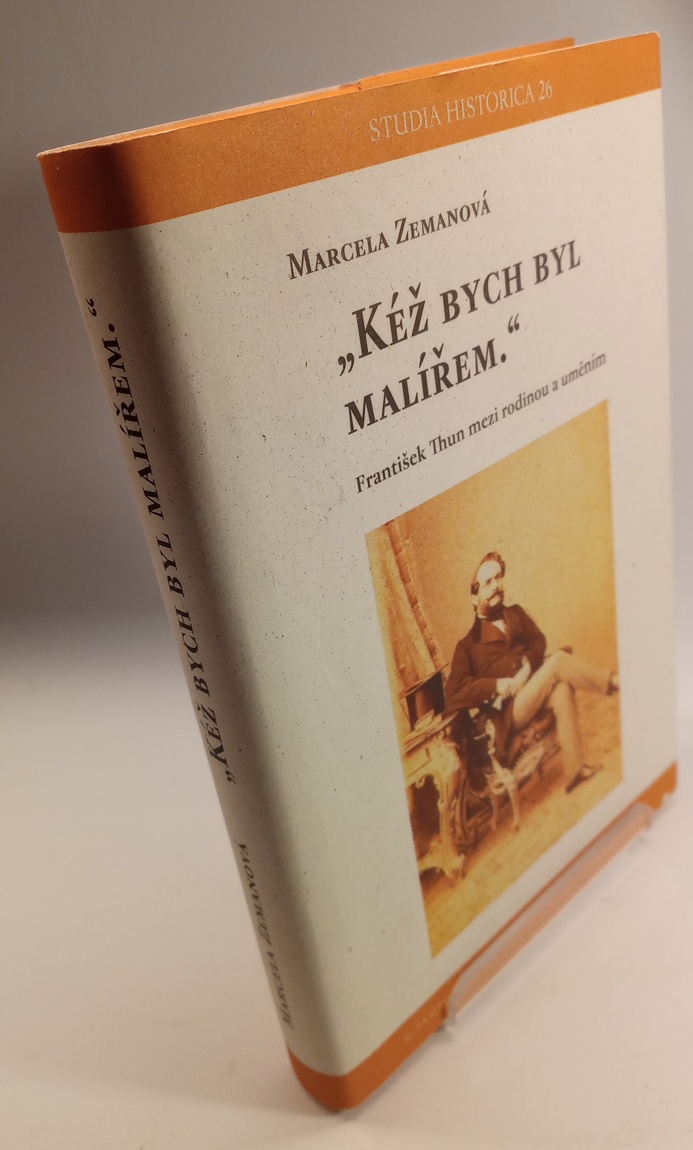 STUDIA HISTORICA 26
MARCELA ZEMANOVÁ
„KÉŽ BYCH BYL
MALÍŘEM.“
František Thun mezi rodinou a uměním
MARCELA ZEMANOVÁ „KÉŽ BYCH BYL MALÍŘEM.“